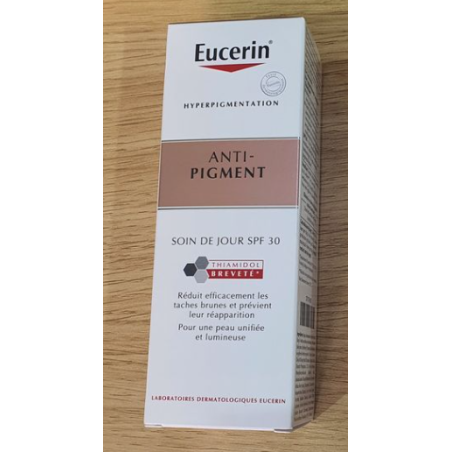 Eucerin®
HYPERPIGMENTATION
ANTI-
PIGMENT
SOIN DE JOUR SPF 30
THIAMIDOL
BREVETÉ*
Réduit efficacement les
taches brunes et prévient
leur réapparition
Pour une peau unifiée
et lumineuse
LABORATOIRES DERMATOLOGIQUES EUCERIN